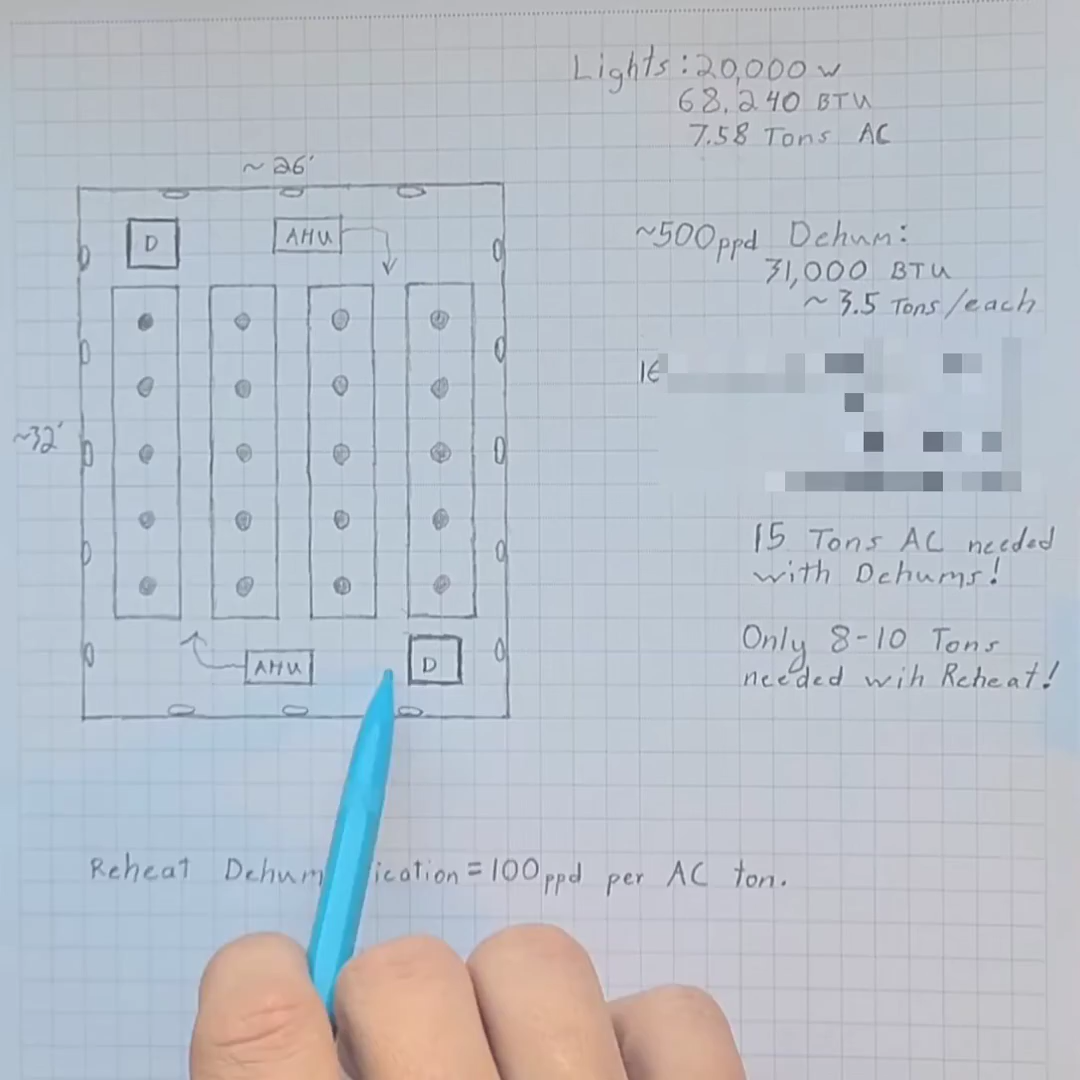 Lights: 20,000 w
68,240 BTU
7.58 Tons AC
~26'
D
AHU
~500ppd Dehum:
31,000 BTU
~3.5 Tons/each
~32'
15 Tons AC needed
with Dehums!
Only 8-10 Tons
needed wih Reheat!
AHU
D
Reheat Dehum ication = 100ppd per AC ton.